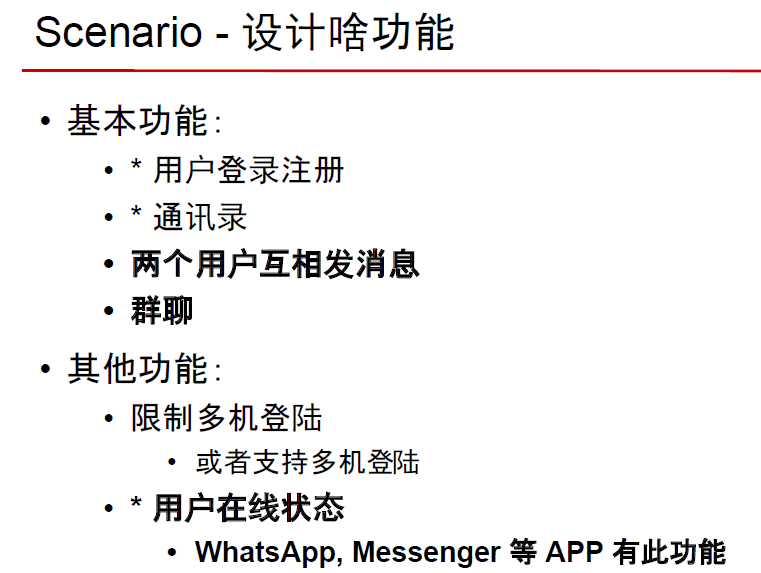 Scenario - 设计啥功能
• 基本功能：
• * 用户登录注册
• * 通讯录
• 两个用户互相发消息
• 群聊
• 其他功能：
• 限制多机登陆
• 或者支持多机登陆
• * 用户在线状态
• WhatsApp, Messenger 等 APP 有此功能